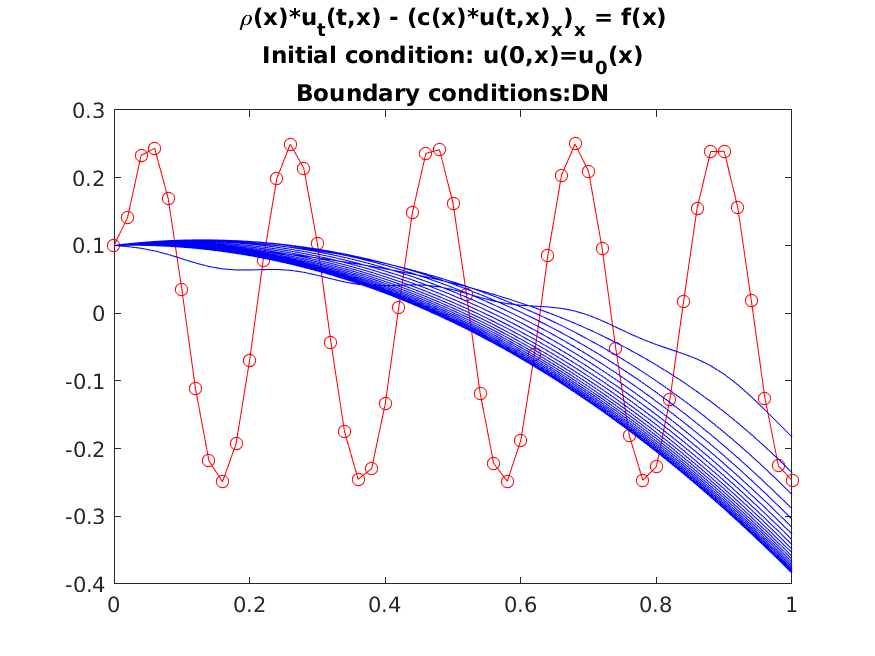 ρ(x)*u_t(t,x) - (c(x)*u(t,x)_x)_x = f(x)
Initial condition: u(0,x)=u_0(x)
Boundary conditions:DN
0.3
0.2
0.1
0
-0.1
-0.2
-0.3
-0.4
0 0.2 0.4 0.6 0.8 1